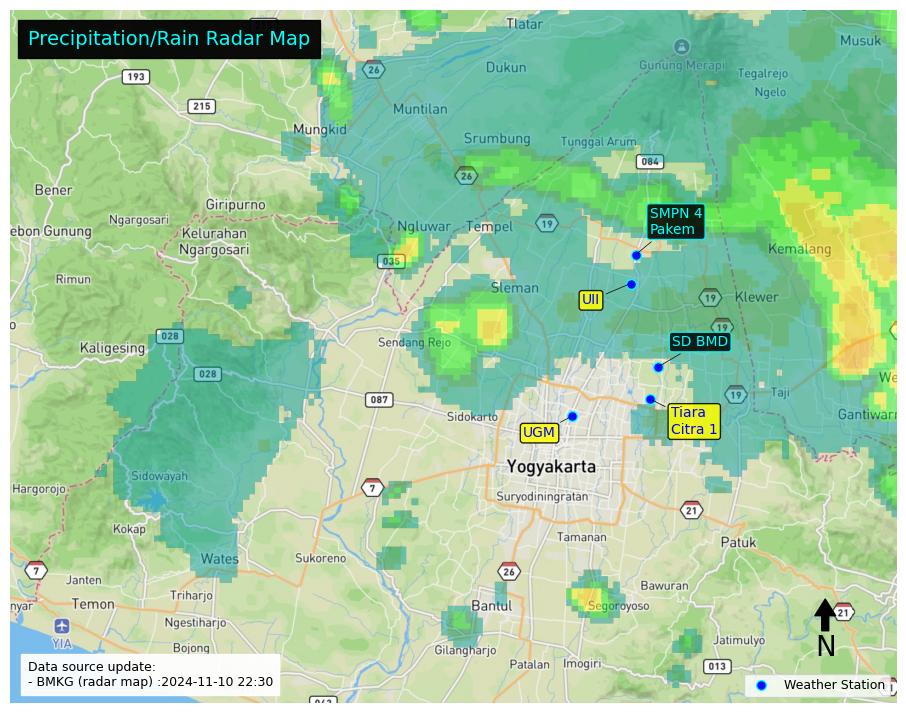 Precipitation/Rain Radar Map
Tlatar
Musuk
26
Gunung Merapi
193
Dukun
Tegalrejo
Ngelo
215
Muntilan
Mungkid
Srumbung
Tunggal Arum
084
26
Bener
Giripurno
SMPN 4
Pakem
Ngargosari
Ngluwar
Tempel
19
ebon Gunung
Kelurahan
Ngargosari
Kemalang
035
Rimun
Sleman
UII
19
Klewer
19
028
Sendang Rejo
SD BMD
Kaligesing
028
We
087
19
Taji
Sidokarto
Tiara
Citra 1
Gantiwarn
UGM
Yogyakarta
Sidowayah
Hargorojo
7
Suryodiningratan
21
Kokap
Tamanan
Patuk
Wates
Sukoreno
7
26
Janten
Bawuran
Triharjo
nyar
Temon
Bantul
Segoroyoso
21
Ngestiharjo
YIA
N
Bojong
Gilangharjo
Jatimulyo
Patalan
Imogiri
013
Data source update:
- BMKG (radar map) :2024-11-10 22:30
Weather Station